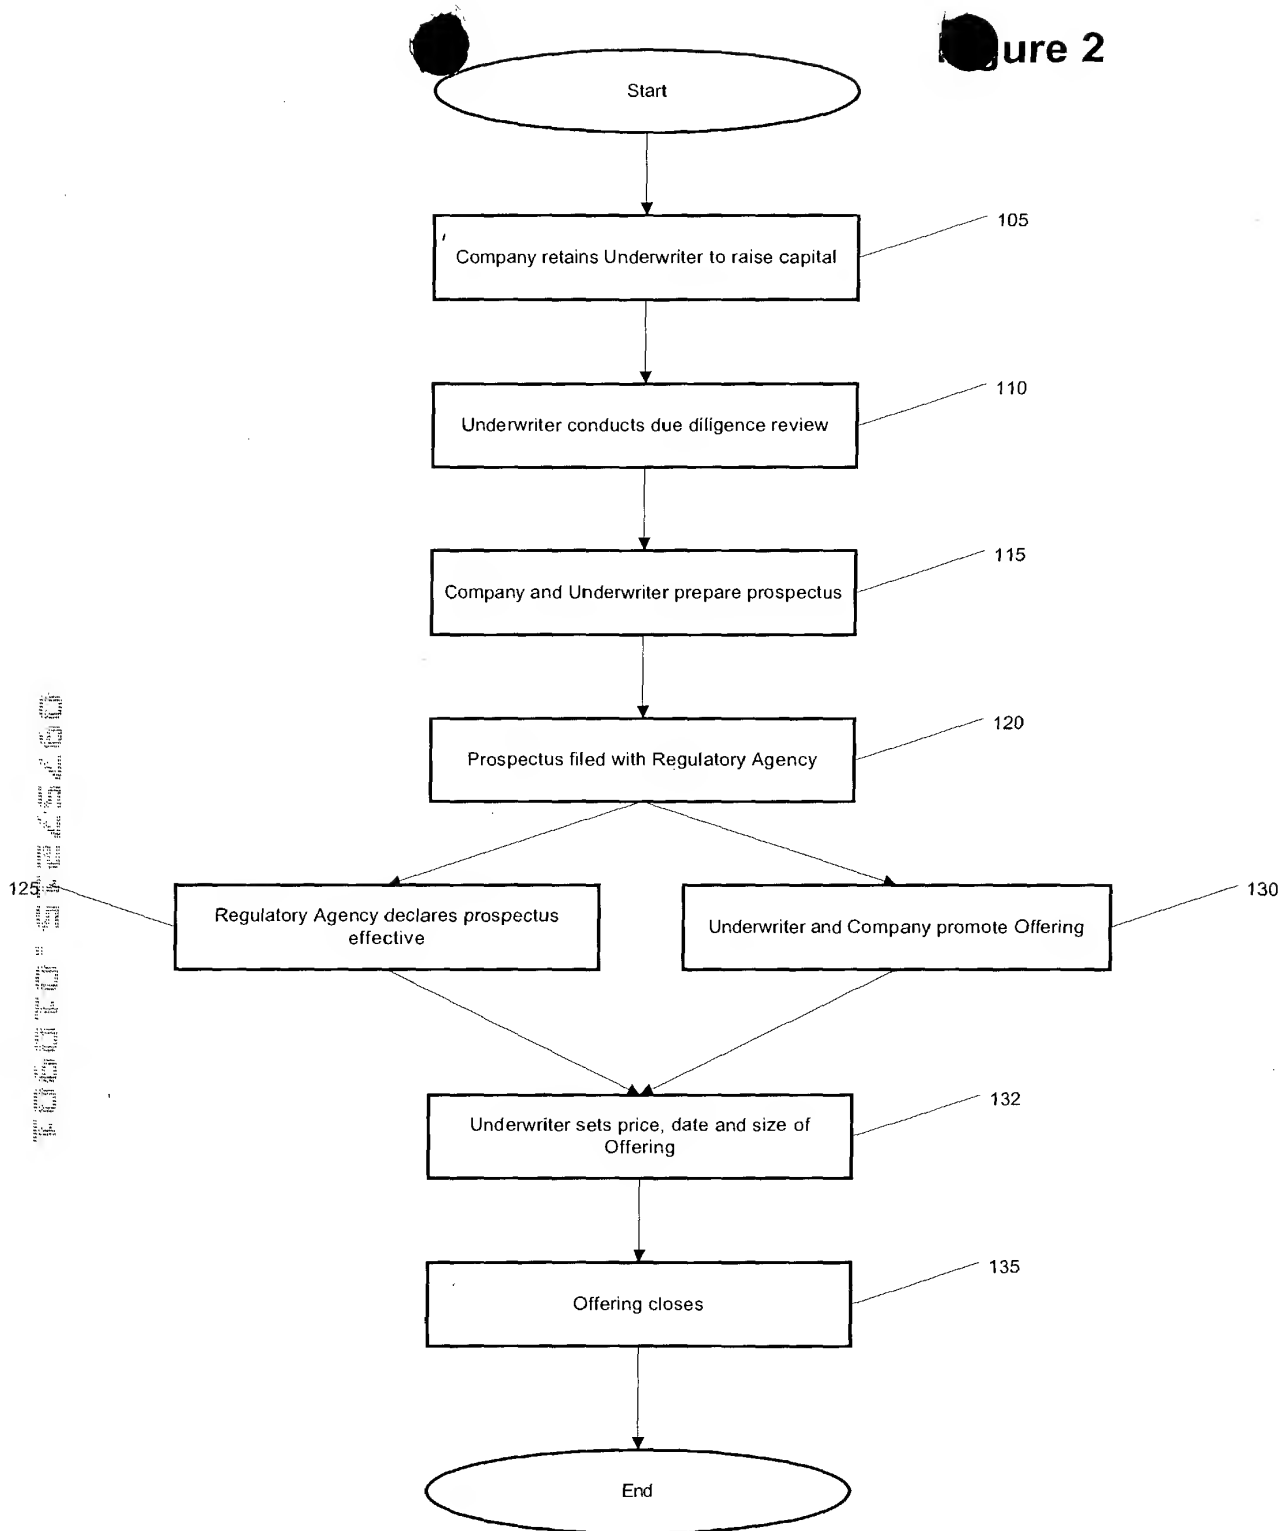 ure 2
Start
105
Company retains Underwriter to raise capital
110
Underwriter conducts due diligence review
115
Company and Underwriter prepare prospectus
120
Prospectus filed with Regulatory Agency
125
Regulatory Agency declares prospectus
effective
130
Underwriter and Company promote Offering
132
Underwriter sets price, date and size of
Offering
135
Offering closes
End